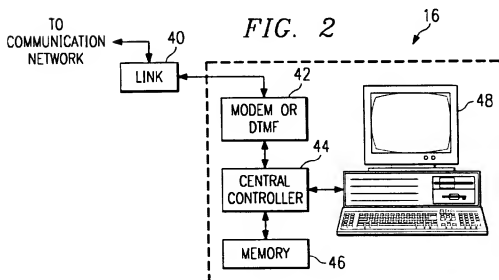 TO
COMMUNICATION
NETWORK
40
LINK
FIG. 2
16
42
MODEM OR
DTMF
48
44
CENTRAL
CONTROLLER
MEMORY
46